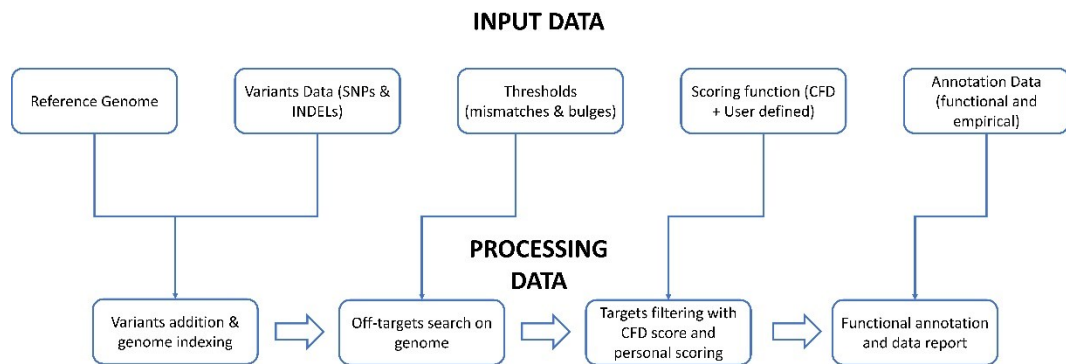 INPUT DATA
Reference Genome
Variants Data (SNPs &
INDELs)
Thresholds
(mismatches & bulges)
Scoring function (CFD
+ User defined)
Annotation Data
(functional and
empirical)
PROCESSING
DATA
Variants addition &
genome indexing
Off-targets search on
genome
Targets filtering with
CFD score and
personal scoring
Functional annotation
and data report